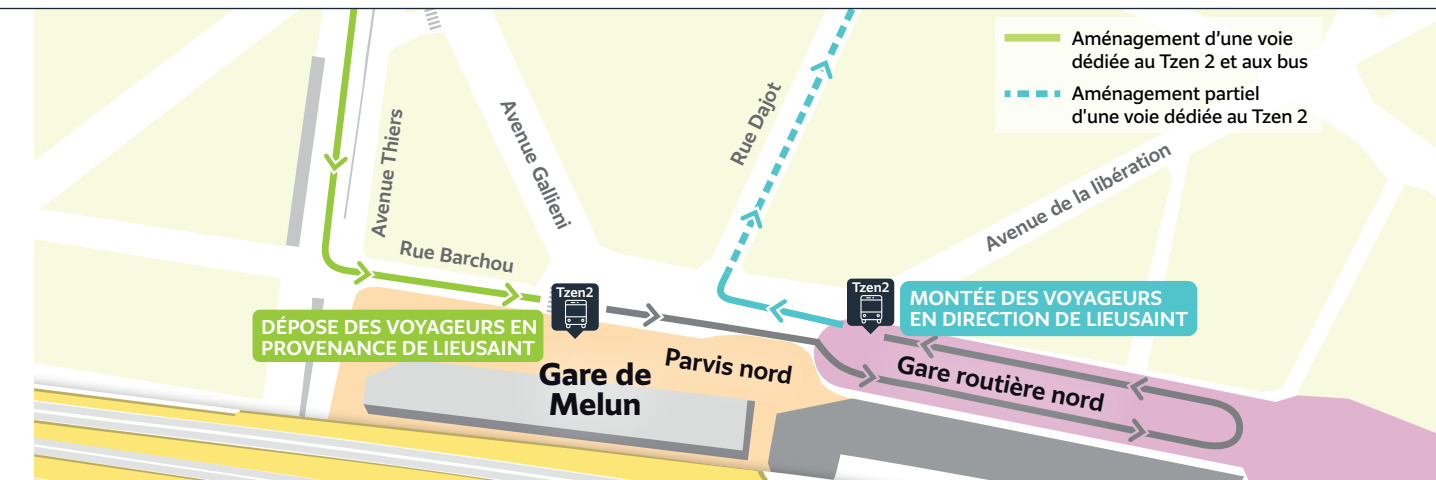 Aménagement d'une voie
dédiée au Tzen 2 et aux bus
Aménagement partiel
d'une voie dédiée au Tzen 2
Avenue Thiers
Avenue Gallieni
Rue Dajot
Avenue de la libération
Rue Barchou
Tzen2
Tzen2
MONTÉE DES VOYAGEURS
EN DIRECTION DE LIEUSAINT
DÉPOSE DES VOYAGEURS EN
PROVENANCE DE LIEUSAINT
Parvis nord
Gare de
Melun
Gare routière nord